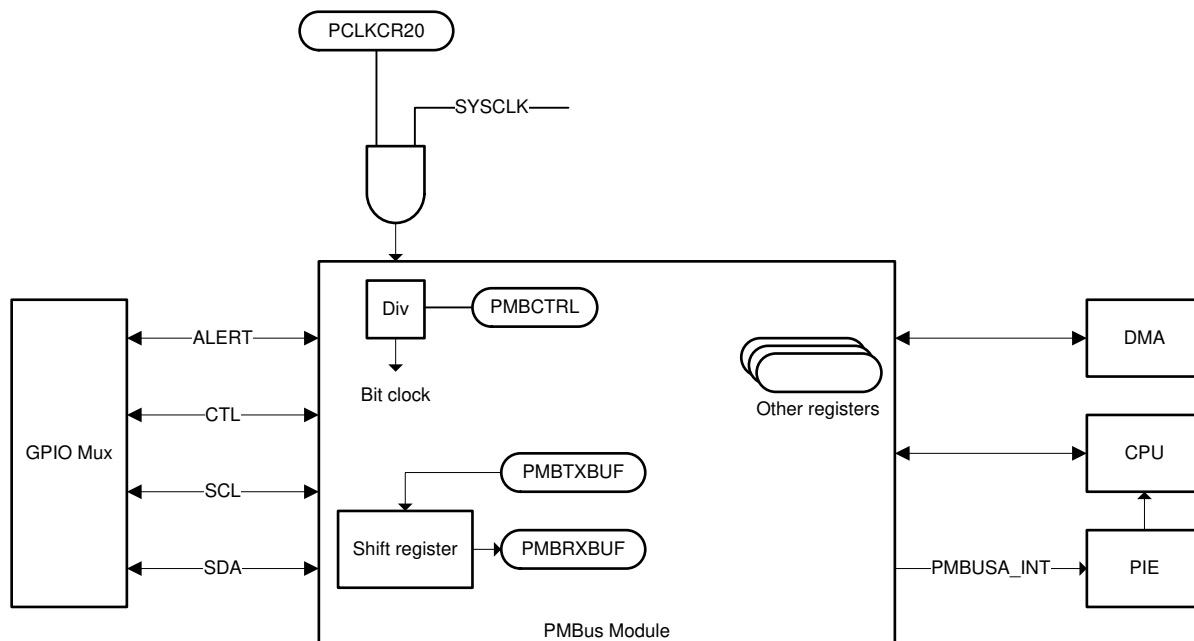 PCLKCR20
SYSCLK
Div
PMBCTRL
Bit clock
Other registers
GPIO Mux
ALERT
CTL
SCL
SDA
PMBTXBUF
Shift register
PMBRXBUF
DMA
CPU
PMBUSA_INT
PIE
PMBus Module